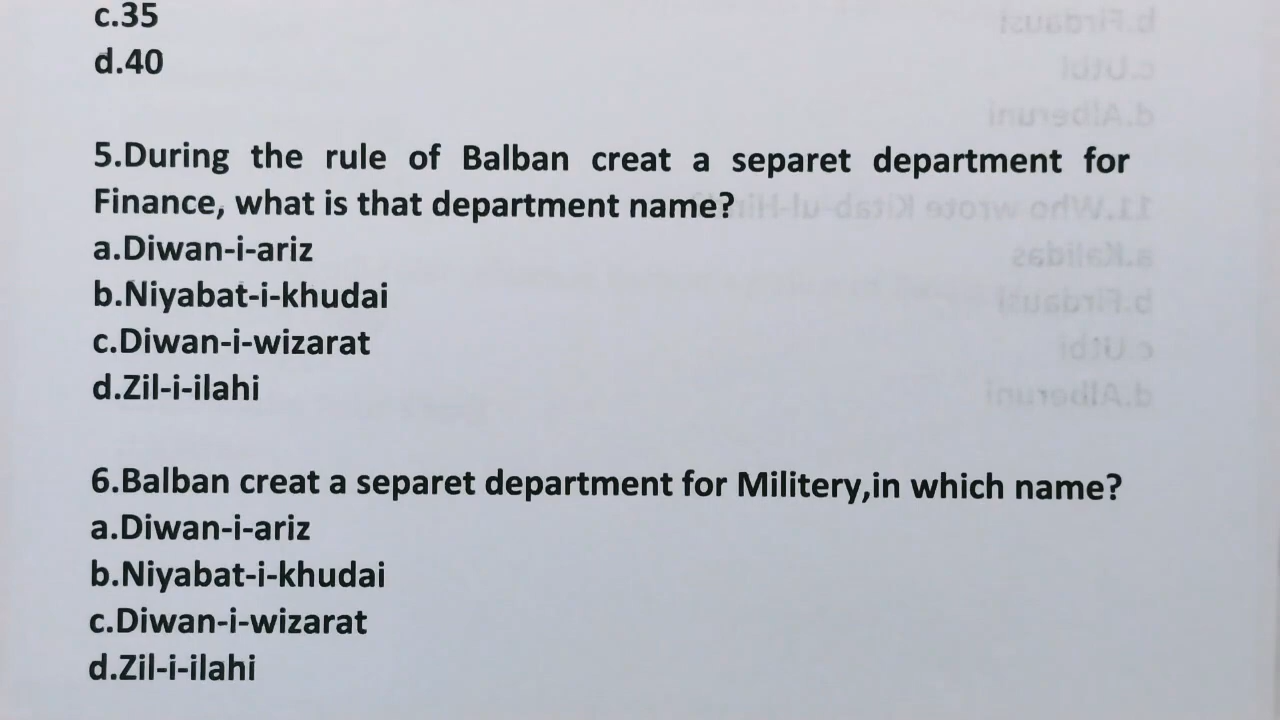 c.35
d.40
5.During the rule of Balban creat a separet department for
Finance, what is that department name?
a.Diwan-i-ariz
b.Niyabat-i-khudai
c.Diwan-i-wizarat
d.Zil-i-ilahi
6.Balban creat a separet department for Militery,in which name?
a.Diwan-i-ariz
b.Niyabat-i-khudai
c.Diwan-i-wizarat
d.Zil-i-ilahi